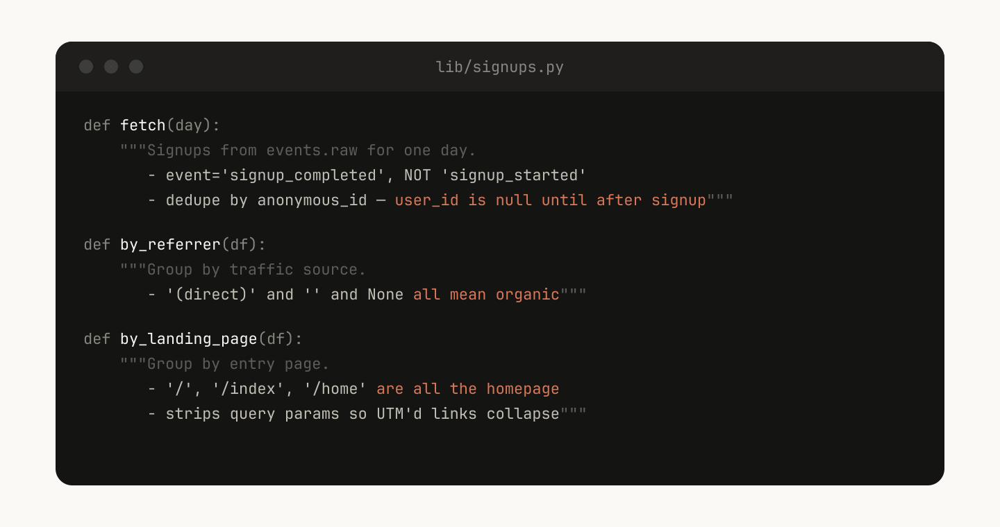 lib/signups.py
def fetch(day):
"""Signups from events.raw for one day.
- event='signup_completed', NOT 'signup_started'
- dedupe by anonymous_id — user_id is null until after signup"""
def by_referrer(df):
"""Group by traffic source.
- '(direct)' and '' and None all mean organic"""
def by_landing_page(df):
"""Group by entry page.
- '/', '/index', '/home' are all the homepage
- strips query params so UTM'd links collapse"""